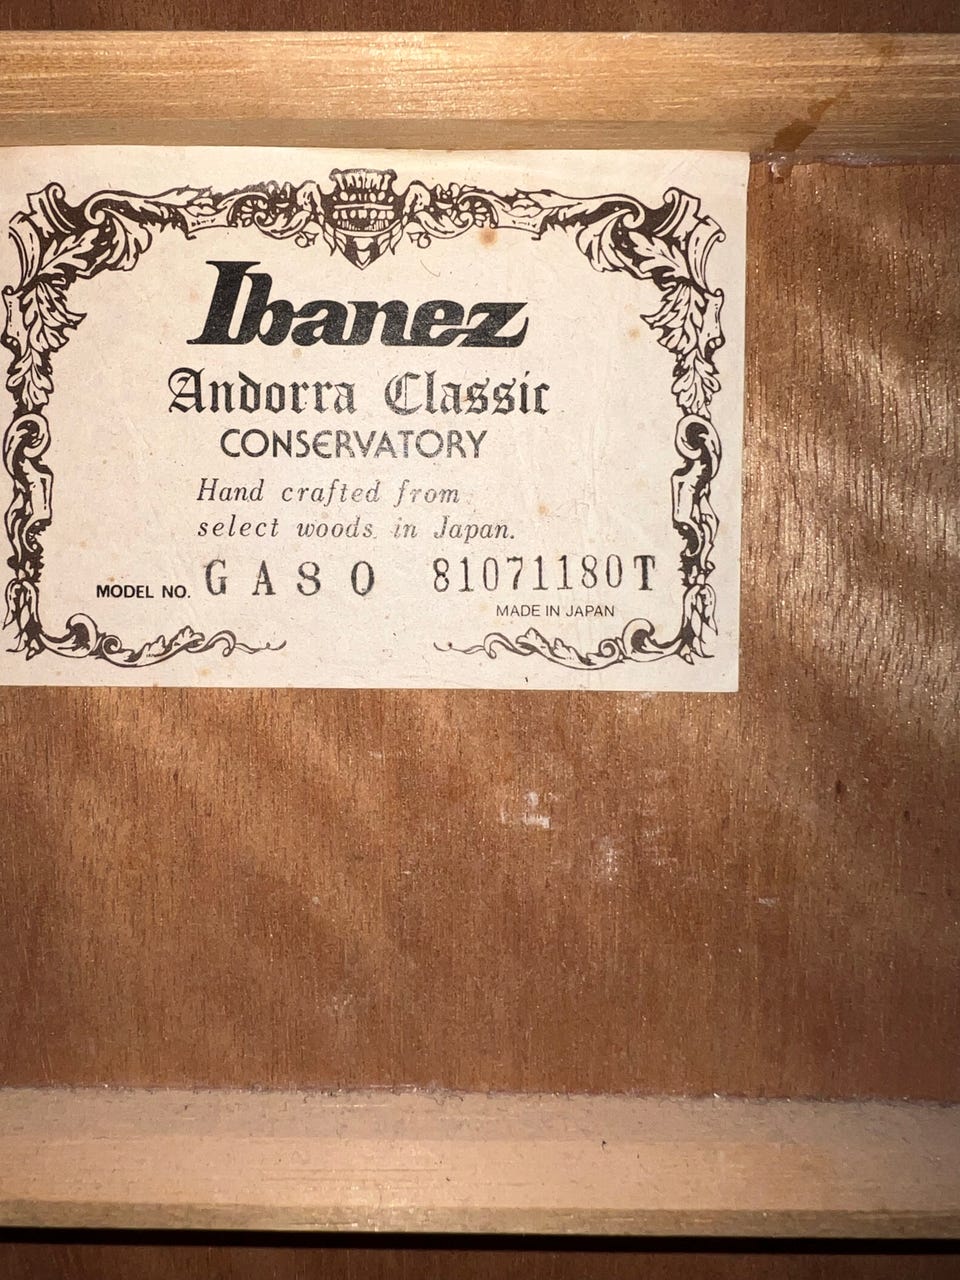 Ibanez
Andorra Classic
CONSERVATORY
Hand crafted from
select woods in Japan.
MODEL NO. GA80 81071180T
MADE IN JAPAN